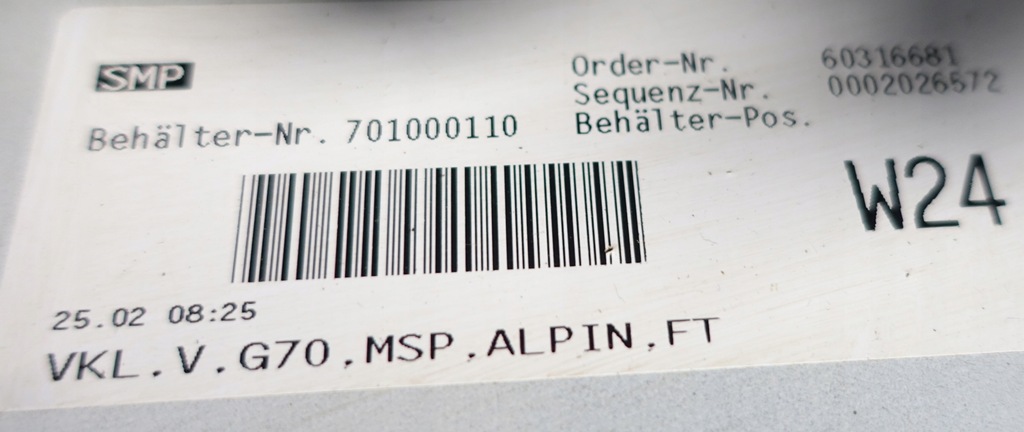 SMP
Order-Nr. 60316681
Sequenz-Nr. 0002026572
Behälter-Nr. 701000110
Behälter-Pos.
W24
25.02 08:25
VKL.V.G70,MSP,ALPIN,FT